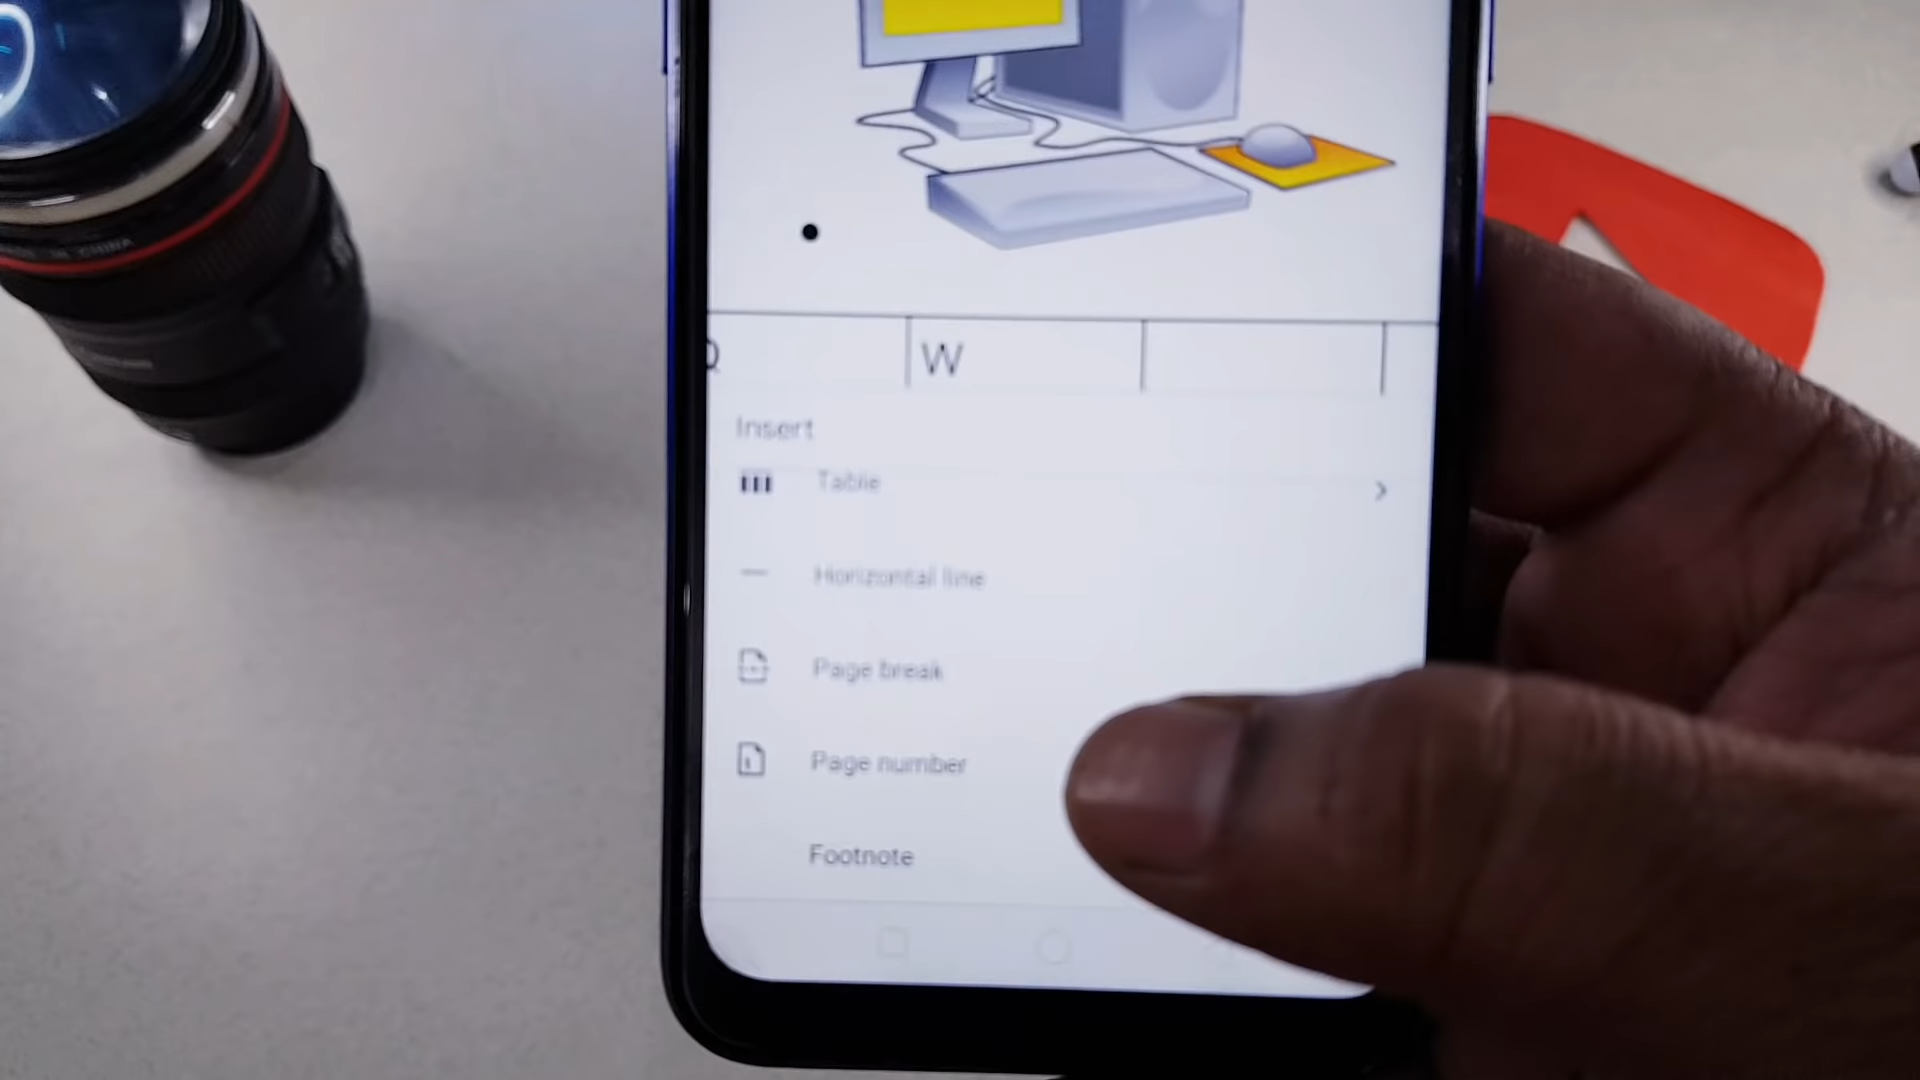 W
Insert
Table
Horizontal line
Page break
Page number
Footnote